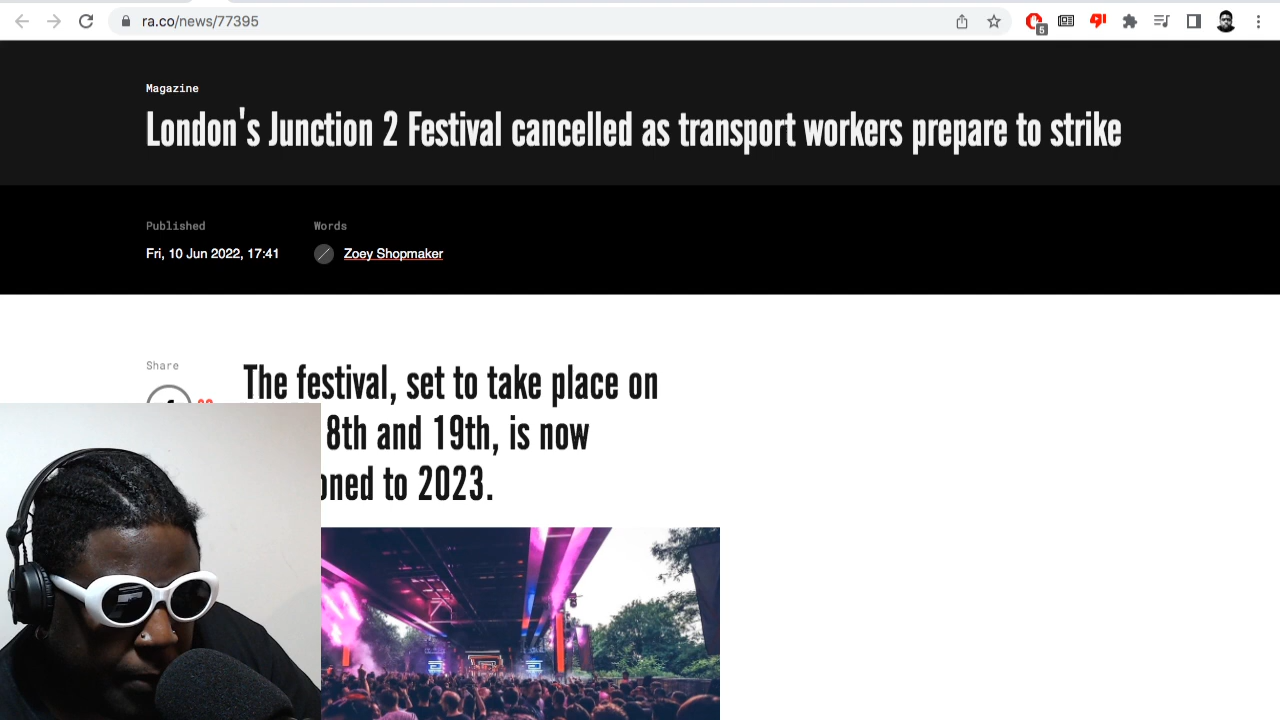 ra.co/news/77395
5
Magazine
London's Junction 2 Festival cancelled as transport workers prepare to strike
Published
Words
Fri, 10 Jun 2022, 17:41
Zoey Shopmaker
Share
The festival, set to take place on
8th and 19th, is now
oned to 2023.